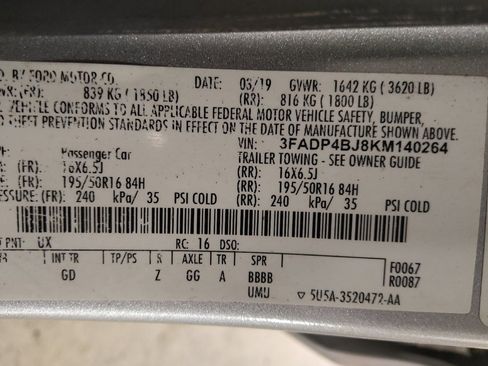 D. BY FORD MOTOR CO.
DATE: 03/19 GVWR: 1642 KG ( 3620 LB)
WR: (FR): 839 KG ( 1850 LB) (RR): 816 KG ( 1800 LB)
VEHICLE CONFORMS TO ALL APPLICABLE FEDERAL MOTOR VEHICLE SAFETY, BUMPER,
THEFT PREVENTION STANDARDS IN EFFECT ON THE DATE OF MANUFACTURE SHOWN ABOVE.
VIN: 3FADP4BJ8KM140264
Passenger Car TRAILER TOWING - SEE OWNER GUIDE
(FR): 16X6.5J (RR): 16X6.5J
(FR): 195/50R16 84H (RR): 195/50R16 84H
ESSURE: (FR): 240 kPa/ 35 PSI COLD (RR): 240 kPa/ 35 PSI COLD
T PNT: UX RC: 16 DSO:
INT TR TP/PS R AXLE TR SPR
GD Z GG A BBBB
UMU
F0067
R0087
▽ 5U5A-3520472-AA